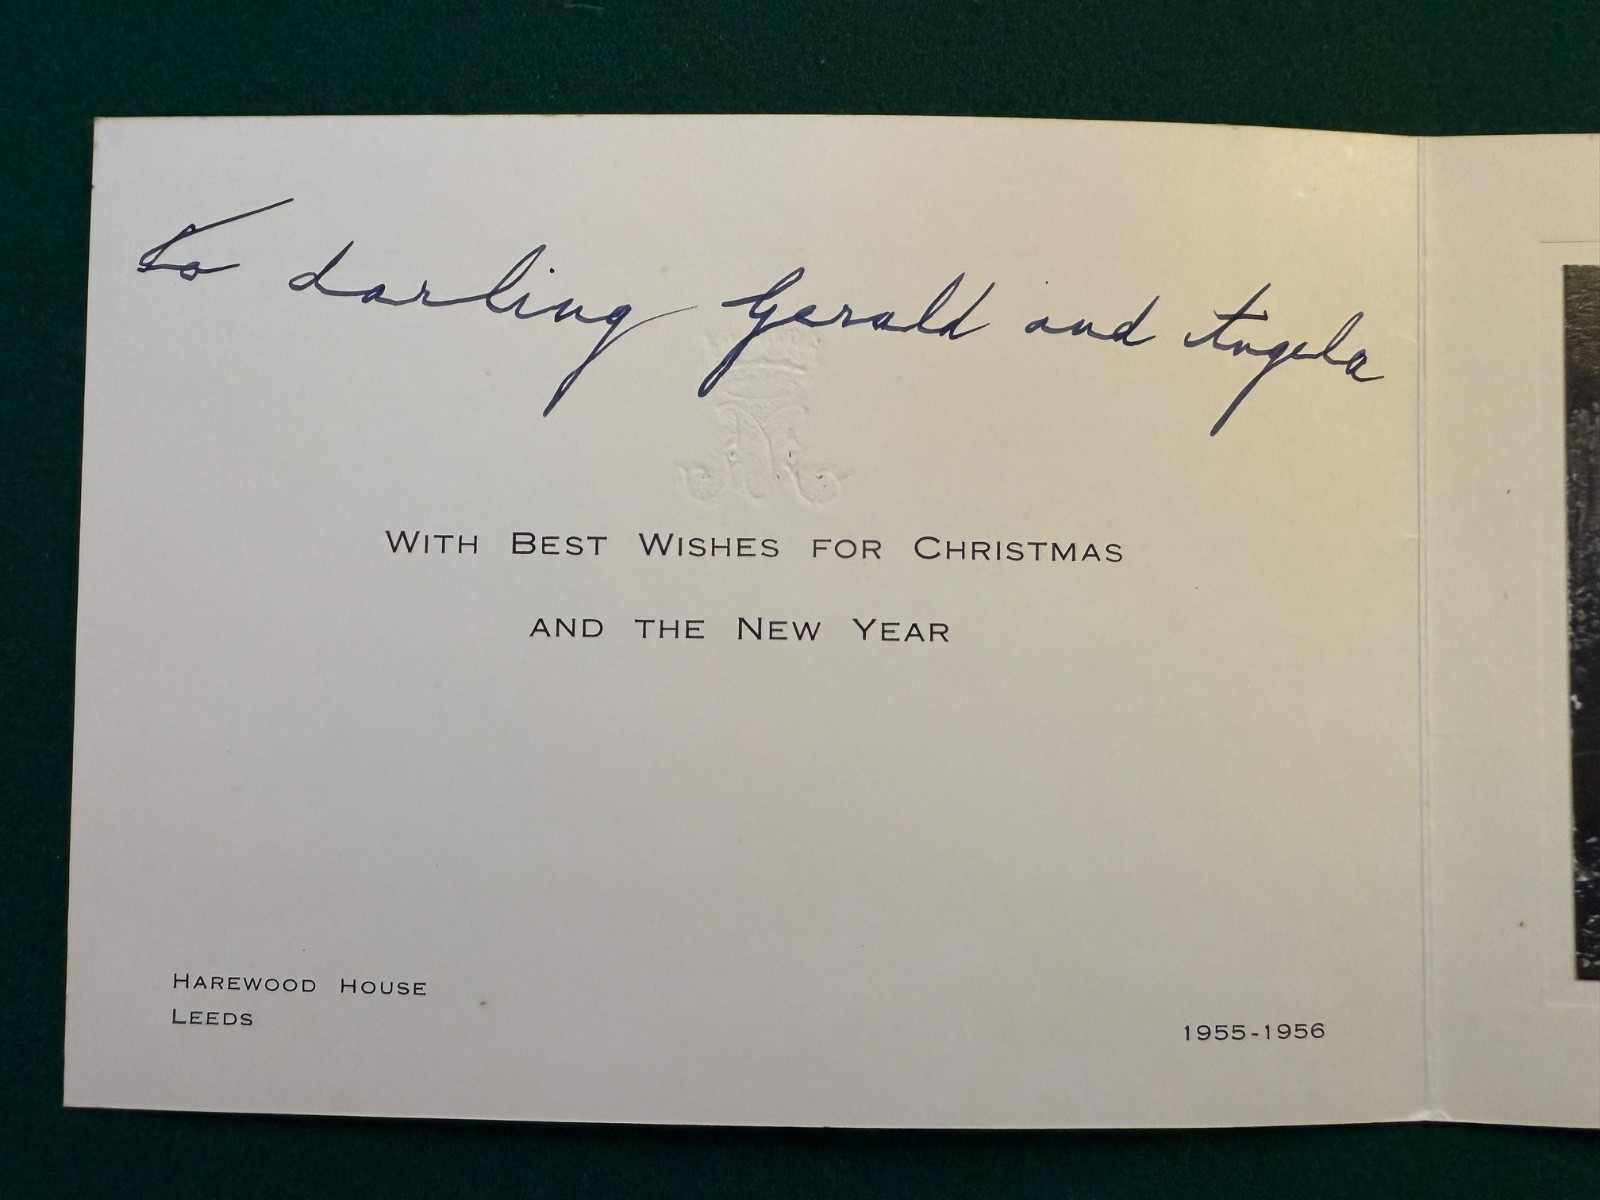 To darling Gerald and Angela
WITH BEST WISHES FOR CHRISTMAS
AND THE NEW YEAR
HAREWOOD HOUSE
LEEDS
1955-1956